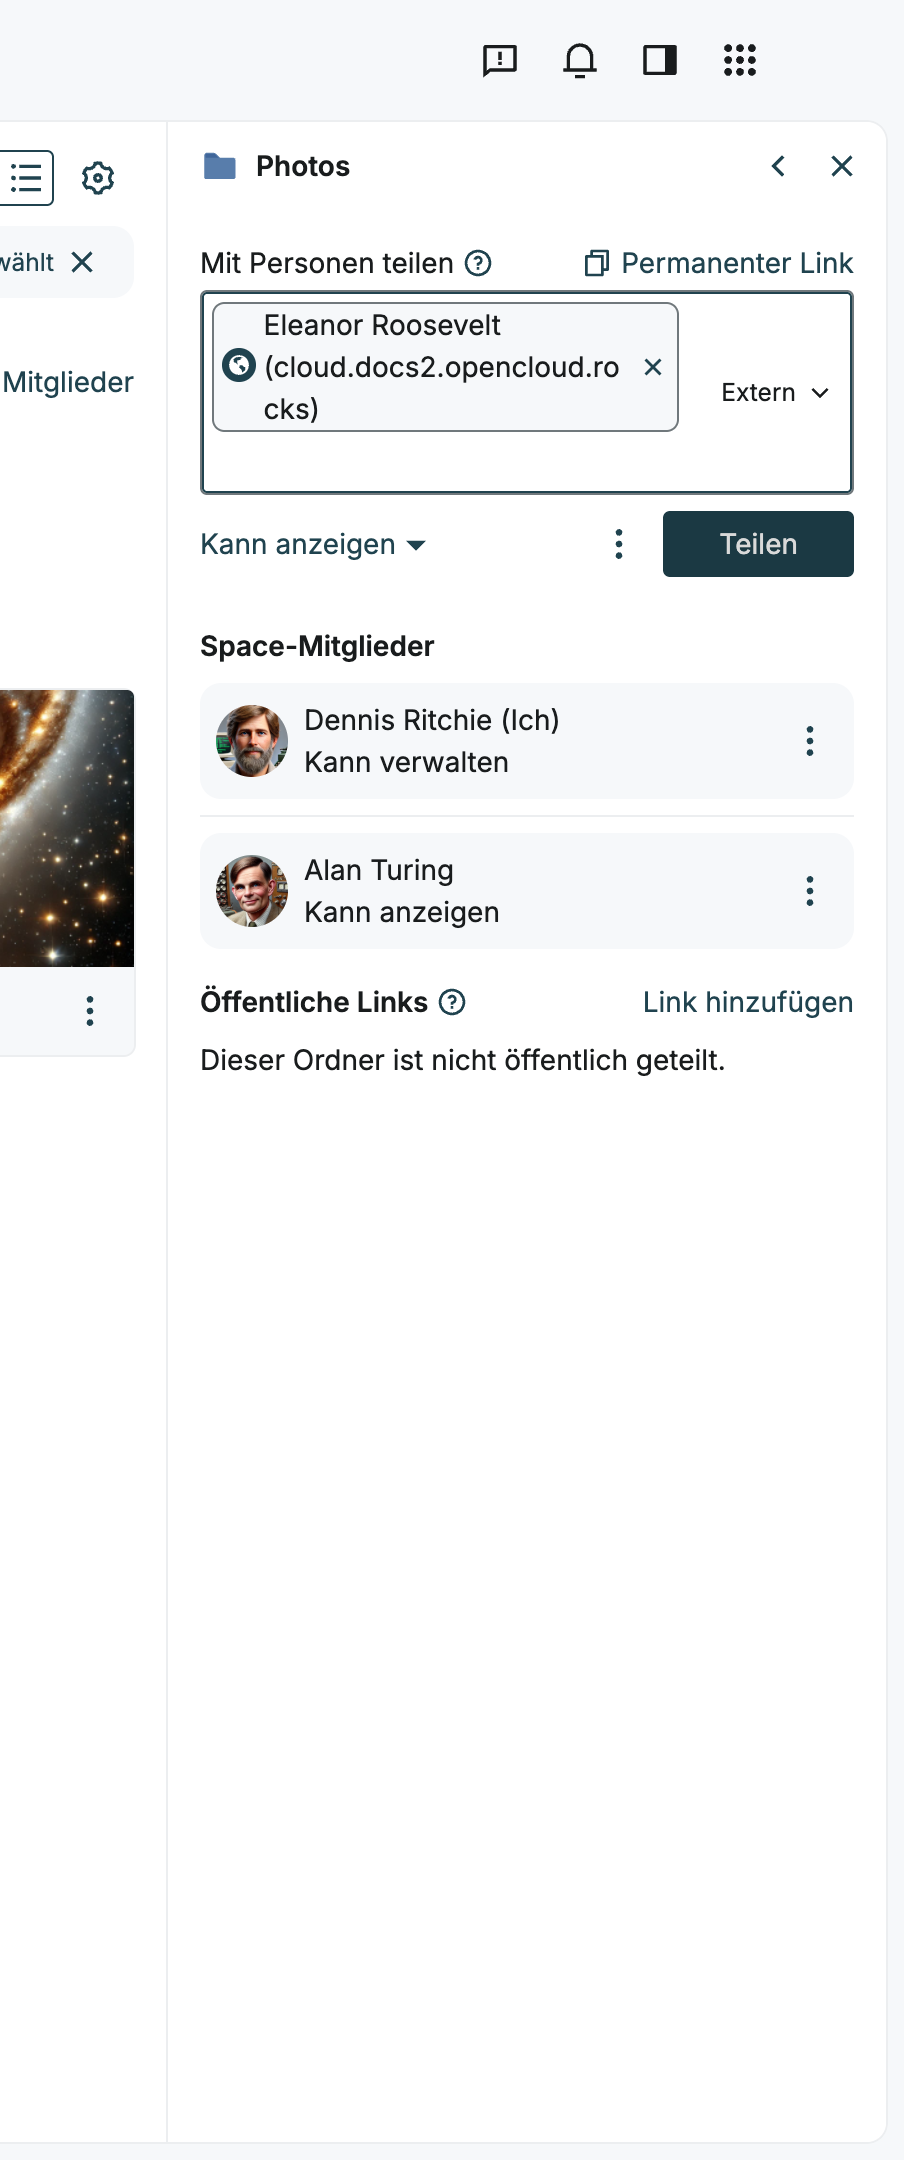 Photos
Mit Personen teilen
Permanenter Link
wählt
Eleanor Roosevelt
(cloud.docs2.opencloud.ro
cks)
Extern
Mitglieder
Kann anzeigen
Teilen
Space-Mitglieder
Dennis Ritchie (Ich)
Kann verwalten
Alan Turing
Kann anzeigen
Öffentliche Links
Link hinzufügen
Dieser Ordner ist nicht öffentlich geteilt.